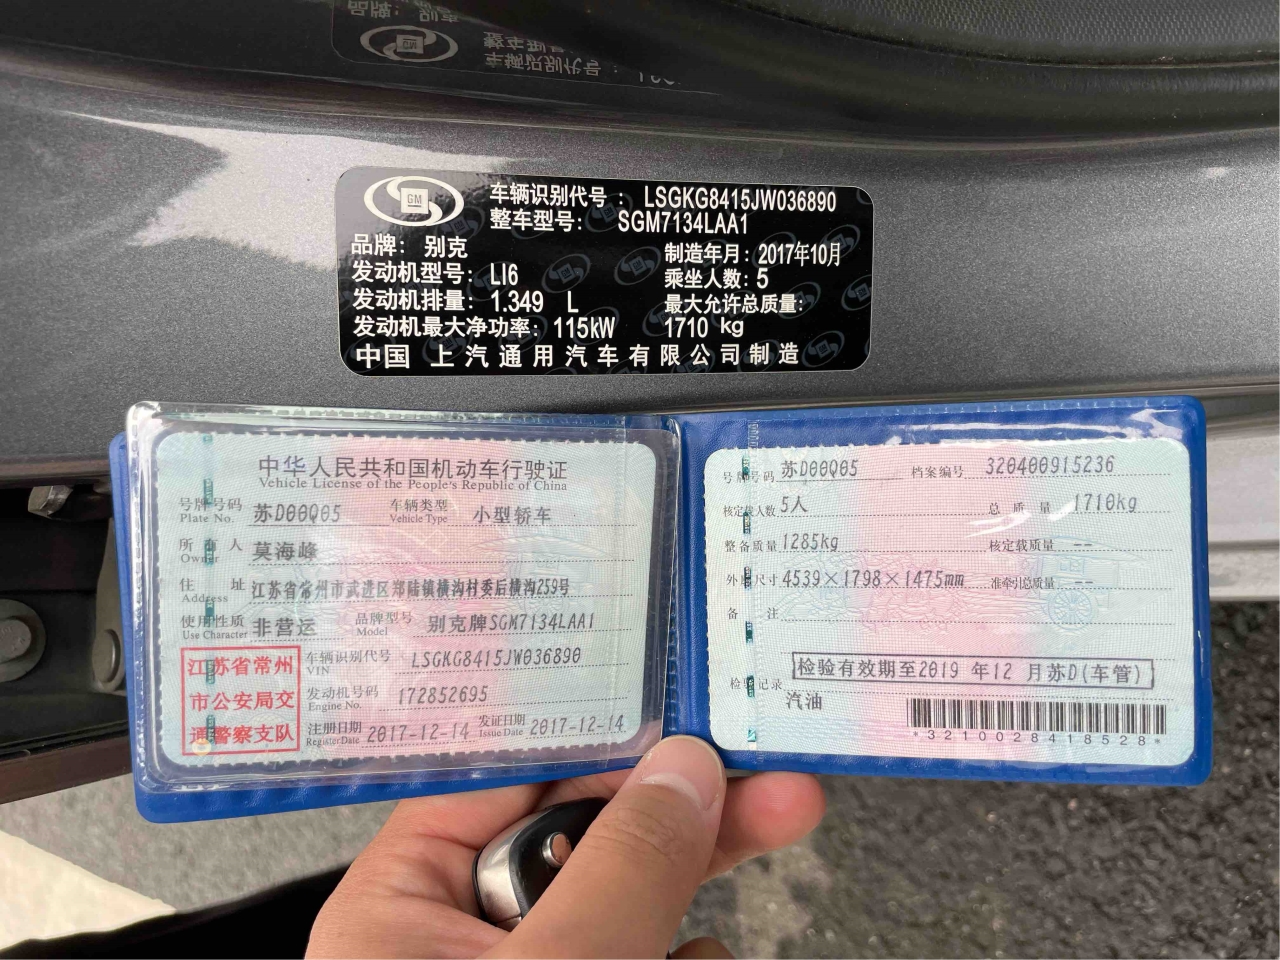 品牌：别克
整车型号
车辆识别代号：
GM
车辆识别代号： LSGKG8415JW036890
整车型号： SGM7134LAA1
品牌：别克 制造年月：2017年10月
发动机型号：LI6 乘坐人数：5
发动机排量：1.349 L 最大允许总质量：
发动机最大净功率：115kW 1710 kg
中国 上汽通用汽车有限公司制造
中华人民共和国机动车行驶证
Vehicle License of the People's Republic of China
号牌号码 苏D00Q05 车辆类型 小型轿车
Plate No. Vehicle Type
所有人 莫海峰
Owner
住址 江苏省常州市武进区郑陆镇横沟村委后横沟259号
Address
使用性质 非营运 品牌型号 别克牌SGM7134LAA1
Use Character Model
江苏省常州
市公安局交
通警察支队
车辆识别代号 LSGKG8415JW036890
VIN
发动机号码 172852695
Engine No.
注册日期 2017-12-14 发证日期 2017-12-14
Register Date Issue Date
号牌号码 苏D00Q05 档案编号 320400915236
核定载人数 5人 总质量 1710kg
整备质量 1285kg 核定载质量 --
外廓尺寸 4539×1798×1475mm 准牵引总质量 --
备注
检验有效期至2019 年12 月苏D(车管)
检验记录
汽油
*3210028418528*